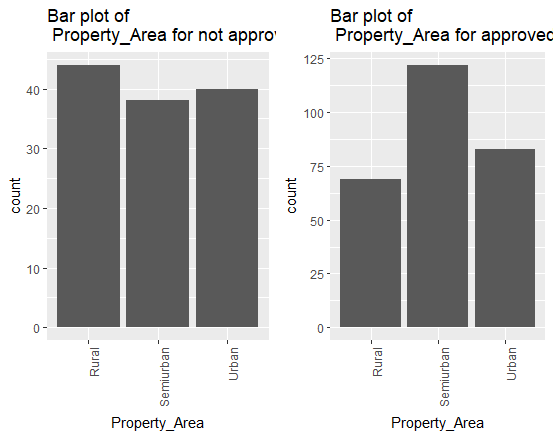 Bar plot of
Property_Area for not approv
count
40
30
20
10
0
Rural
Semiurban
Urban
Property_Area
Bar plot of
Property_Area for approved
count
125
100
75
50
25
0
Rural
Semiurban
Urban
Property_Area